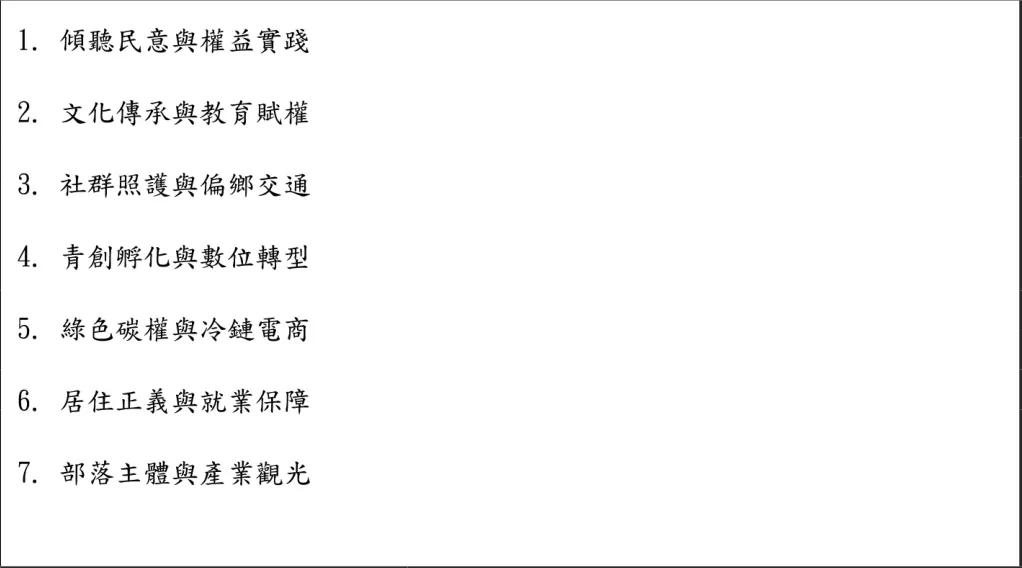 1. 傾聽民意與權益實踐
2. 文化傳承與教育賦權
3. 社群照護與偏鄉交通
4. 青創孵化與數位轉型
5. 綠色碳權與冷鏈電商
6. 居住正義與就業保障
7. 部落主體與產業觀光